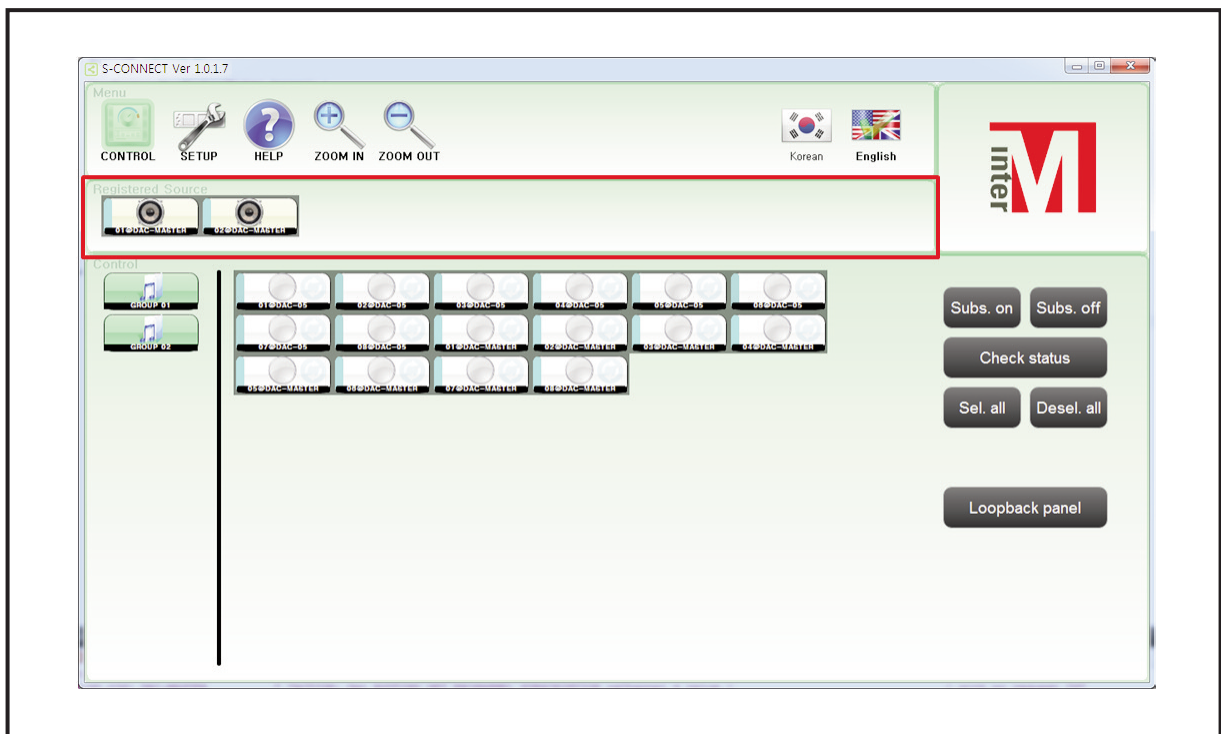 S-CONNECT Ver 1.0.1.7
Menu
CONTROL SETUP HELP ZOOM IN ZOOM OUT Korean English
Inter M
Registered Source
01@DAC-MASTER 02@DAC-MASTER
Control
GROUP 01
GROUP 02
01@DAC-05 02@DAC-05 03@DAC-05 04@DAC-05 05@DAC-05 06@DAC-05
07@DAC-05 08@DAC-05 01@DAC-MASTER 02@DAC-MASTER 03@DAC-MASTER 04@DAC-MASTER
05@DAC-MASTER 06@DAC-MASTER 07@DAC-MASTER 08@DAC-MASTER
Subs. on Subs. off
Check status
Sel. all Desel. all
Loopback panel